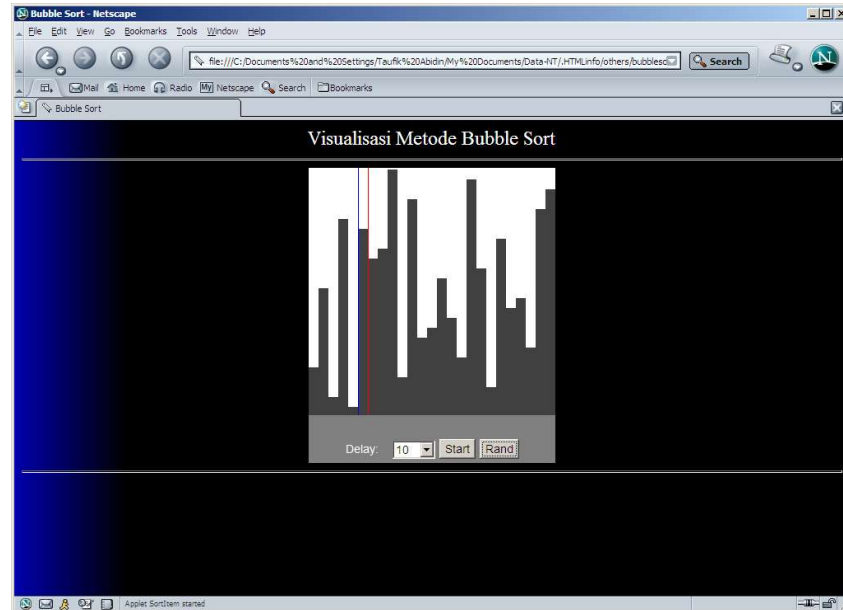 Bubble Sort - Netscape
File Edit View Go Bookmarks Tools Window Help
file:///C:/Documents%20and%20Settings/Taufik%20Abidin/My%20Documents/Data-NT/.HTMLinfo/others/bubbleso
Search
N
Mail Home Radio My Netscape Search Bookmarks
Bubble Sort
Visualisasi Metode Bubble Sort
Delay: 10 Start Rand
Applet SortItem started